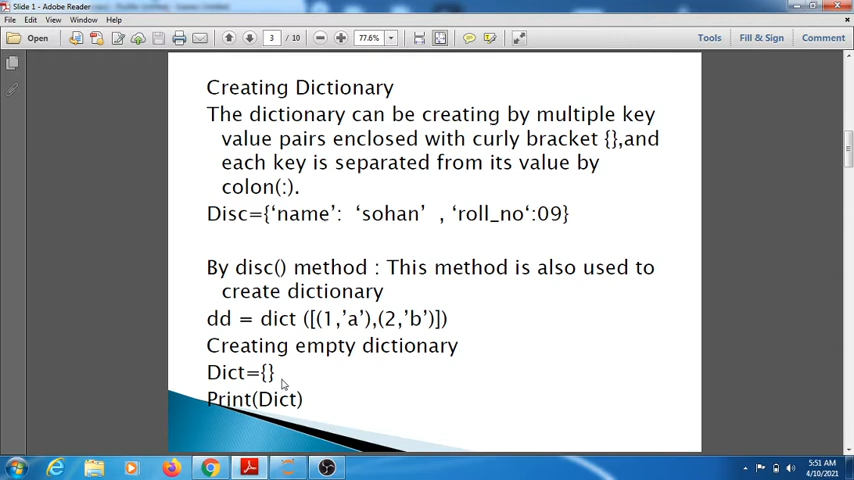 Slide 1 - Adobe Reader
File Edit View Window Help
Open 3 / 10 77.6% Tools Fill & Sign Comment
Creating Dictionary
The dictionary can be creating by multiple key
value pairs enclosed with curly bracket {},and
each key is separated from its value by
colon(:).
Disc={‘name’: ‘sohan’ , ‘roll_no‘:09}
By disc() method : This method is also used to
create dictionary
dd = dict ([(1,’a’),(2,’b’)])
Creating empty dictionary
Dict={}
Print(Dict)
5:51 AM
4/10/2021